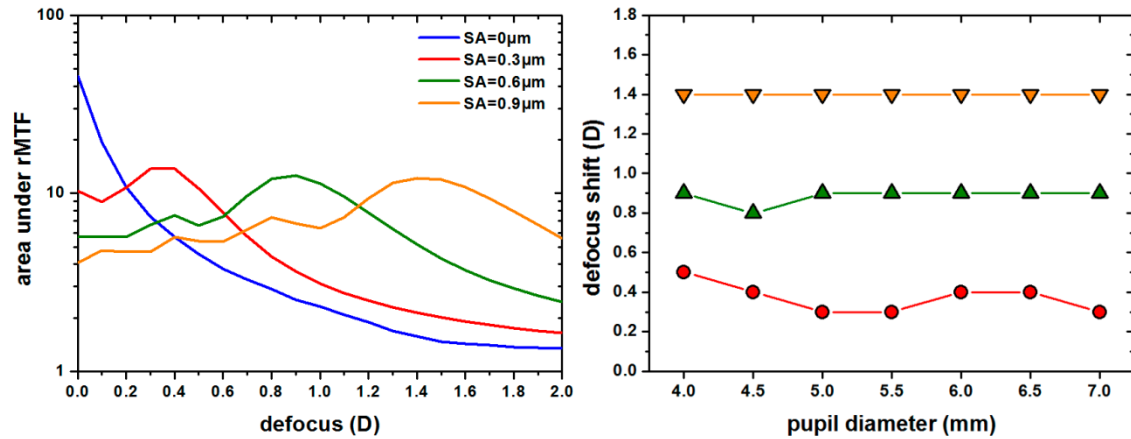 100
10
1
area under rMTF
0.0 0.2 0.4 0.6 0.8 1.0 1.2 1.4 1.6 1.8 2.0
defocus (D)
SA=0µm
SA=0.3µm
SA=0.6µm
SA=0.9µm
1.8
1.6
1.4
1.2
1.0
0.8
0.6
0.4
0.2
0.0
defocus shift (D)
4.0 4.5 5.0 5.5 6.0 6.5 7.0
pupil diameter (mm)